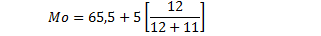 Mo = 65,5 + 5 [12 / (12 + 11)]